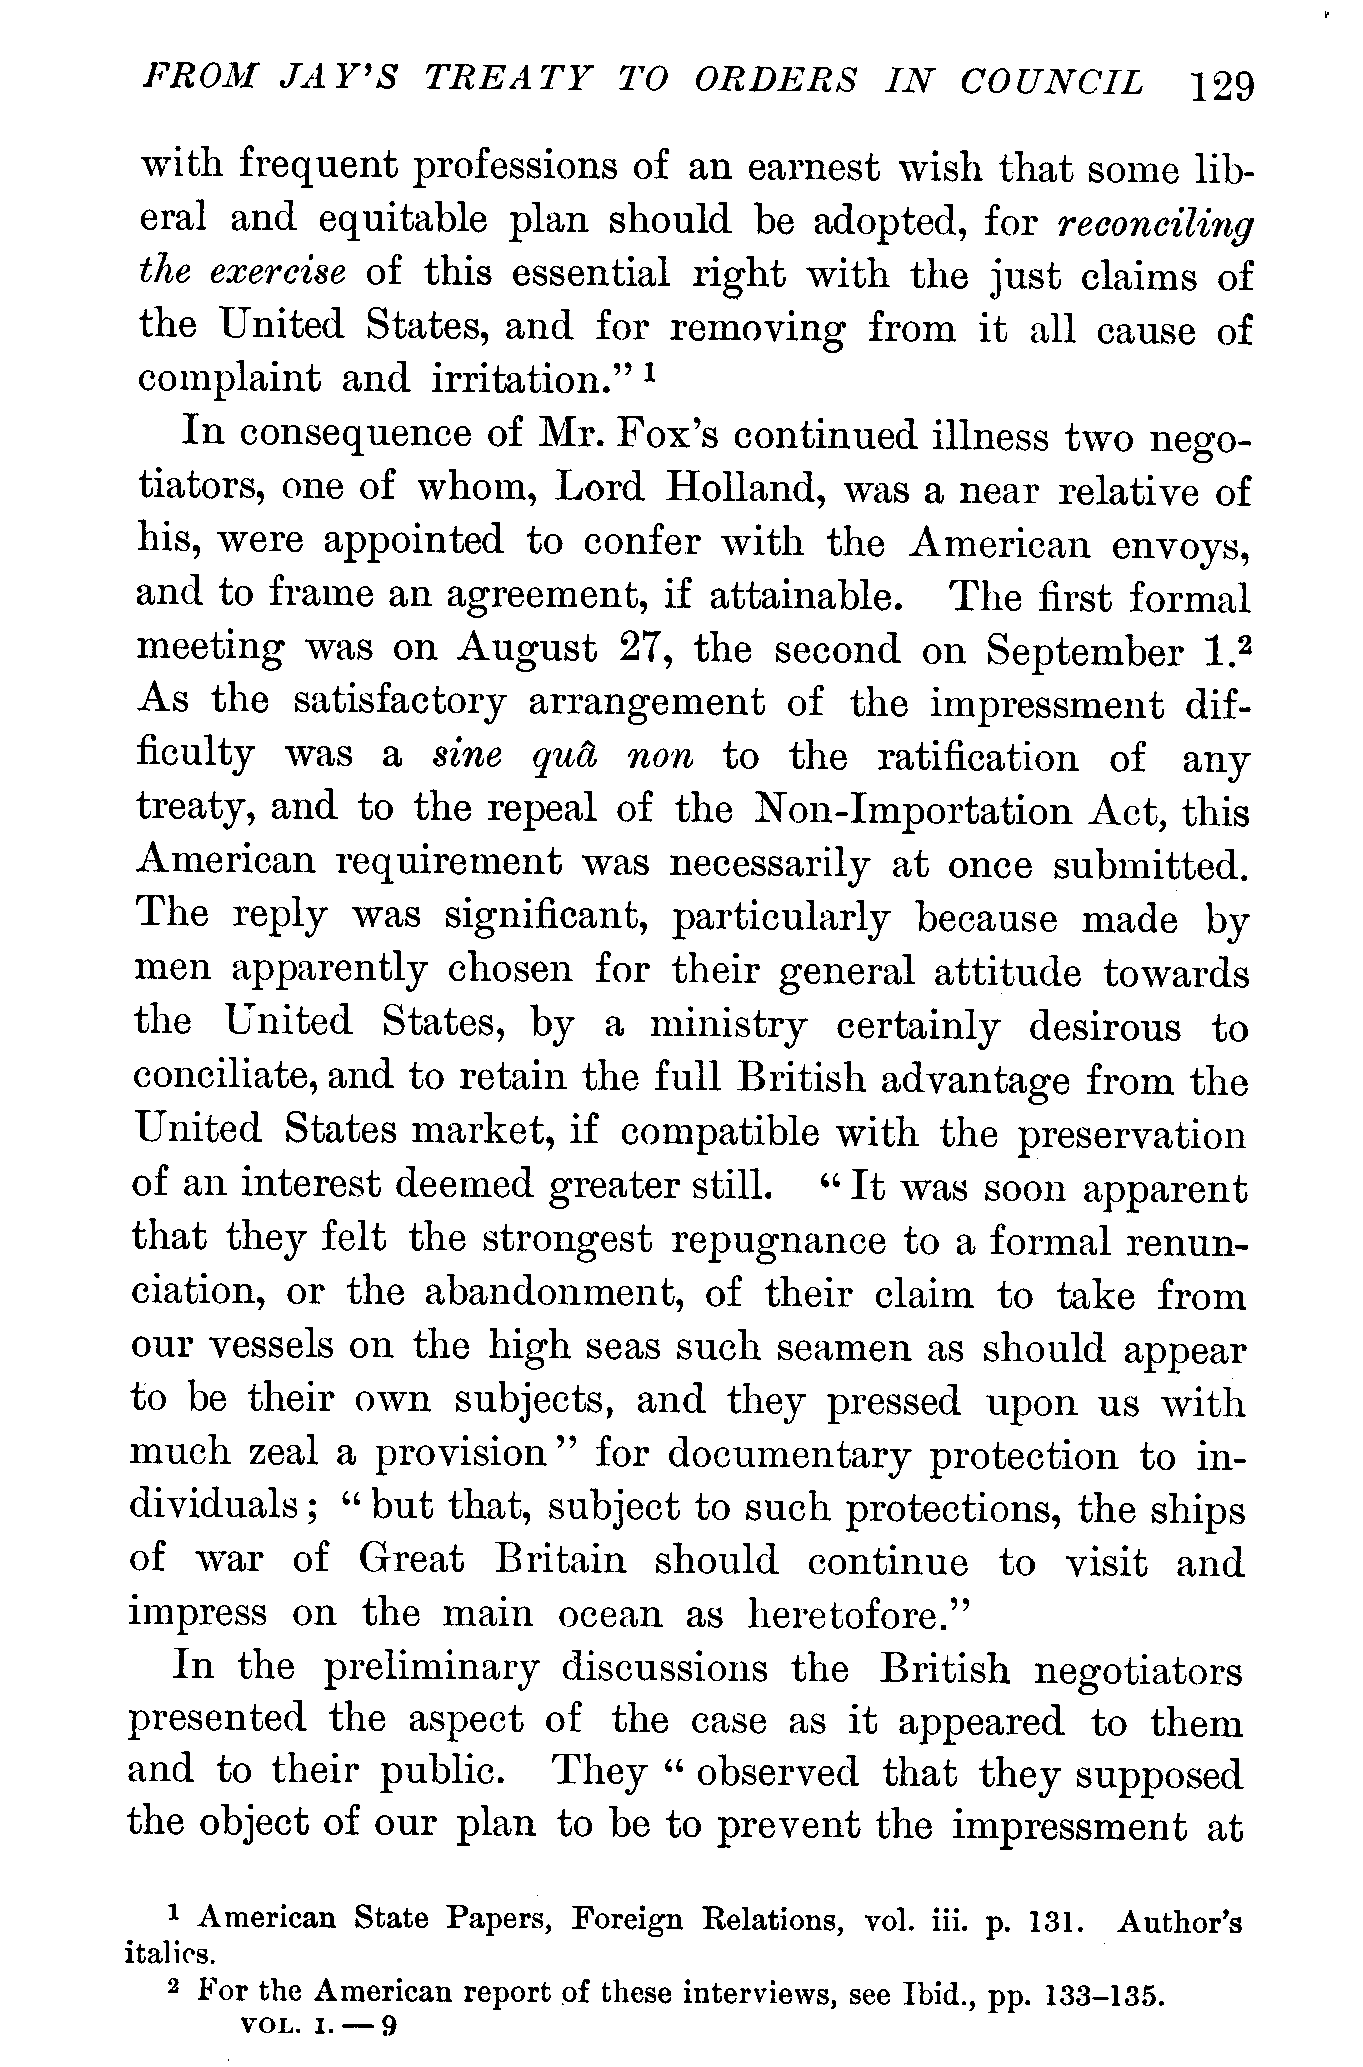 FROM JAY'S TREATY TO ORDERS IN COUNCIL 129
with frequent professions of an earnest wish that some lib-
eral and equitable plan should be adopted, for reconciling
the exercise of this essential right with the just claims of
the United States, and for removing from it all cause of
complaint and irritation." ¹
In consequence of Mr. Fox's continued illness two nego-
tiators, one of whom, Lord Holland, was a near relative of
his, were appointed to confer with the American envoys,
and to frame an agreement, if attainable. The first formal
meeting was on August 27, the second on September 1.²
As the satisfactory arrangement of the impressment dif-
ficulty was a sine quâ non to the ratification of any
treaty, and to the repeal of the Non-Importation Act, this
American requirement was necessarily at once submitted.
The reply was significant, particularly because made by
men apparently chosen for their general attitude towards
the United States, by a ministry certainly desirous to
conciliate, and to retain the full British advantage from the
United States market, if compatible with the preservation
of an interest deemed greater still. "It was soon apparent
that they felt the strongest repugnance to a formal renun-
ciation, or the abandonment, of their claim to take from
our vessels on the high seas such seamen as should appear
to be their own subjects, and they pressed upon us with
much zeal a provision" for documentary protection to in-
dividuals; "but that, subject to such protections, the ships
of war of Great Britain should continue to visit and
impress on the main ocean as heretofore."
In the preliminary discussions the British negotiators
presented the aspect of the case as it appeared to them
and to their public. They "observed that they supposed
the object of our plan to be to prevent the impressment at
¹ American State Papers, Foreign Relations, vol. iii. p. 131. Author's
italics.
² For the American report of these interviews, see Ibid., pp. 133–135.
VOL. I. — 9